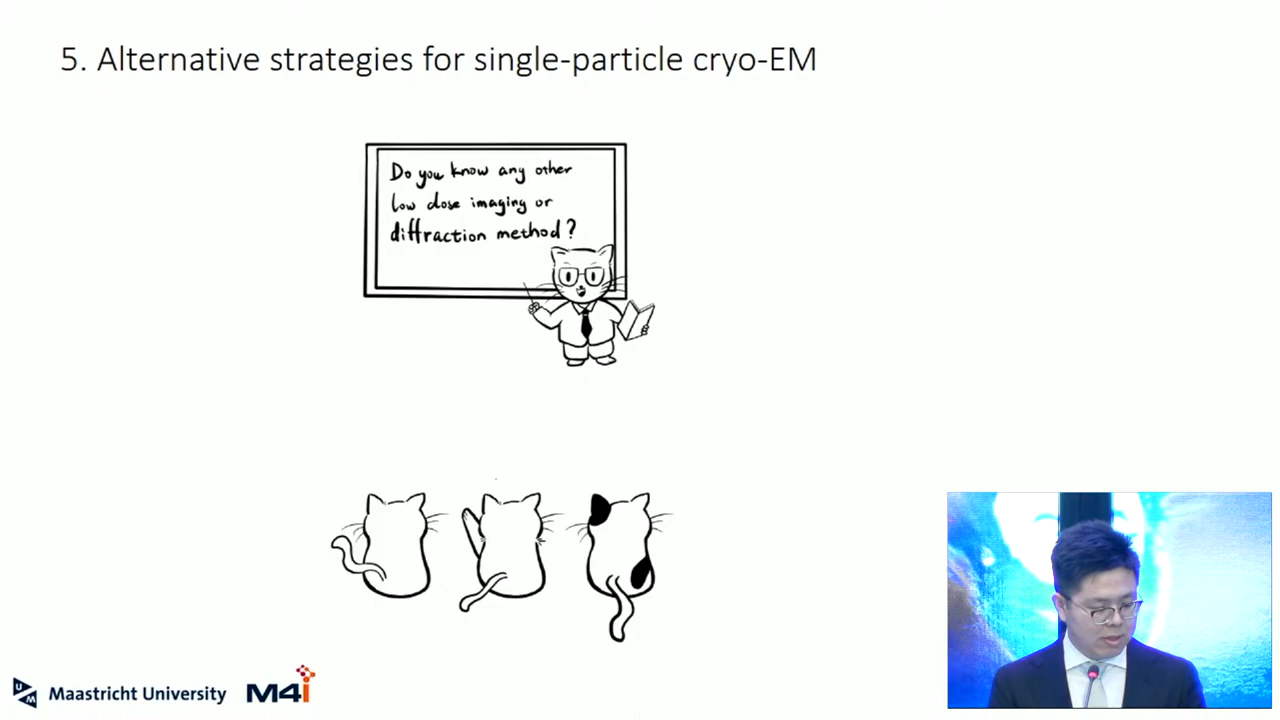 5. Alternative strategies for single-particle cryo-EM
Do you know any other
low dose imaging or
diffraction method?
UM
Maastricht University
M4i